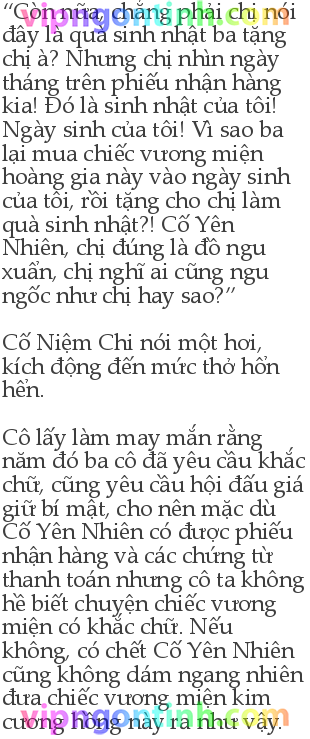 “Còn nữa, chẳng phải chị nói
vipngontinh.com
đây là quà sinh nhật ba tặng
chị à? Nhưng chị nhìn ngày
tháng trên phiếu nhận hàng
kia! Đó là sinh nhật của tôi!
Ngày sinh của tôi! Vì sao ba
lại mua chiếc vương miện
hoàng gia này vào ngày sinh
của tôi, rồi tặng cho chị làm
quà sinh nhật?! Cố Yên
Nhiên, chị đúng là đồ ngu
xuẩn, chị nghĩ ai cũng ngu
ngốc như chị hay sao?”
Cố Niệm Chi nói một hơi,
kích động đến mức thở hổn
hển.
Cô lấy làm may mắn rằng
năm đó ba cô đã yêu cầu khắc
chữ, cũng yêu cầu hội đấu giá
giữ bí mật, cho nên mặc dù
Cố Yên Nhiên có được phiếu
nhận hàng và các chứng từ
thanh toán nhưng cô ta không
hề biết chuyện chiếc vương
miện có khắc chữ. Nếu
không, có chết Cố Yên Nhiên
cũng không dám ngang nhiên
đưa chiếc vương miện kim
cương hồng này ra như vậy.
vipngontinh.com